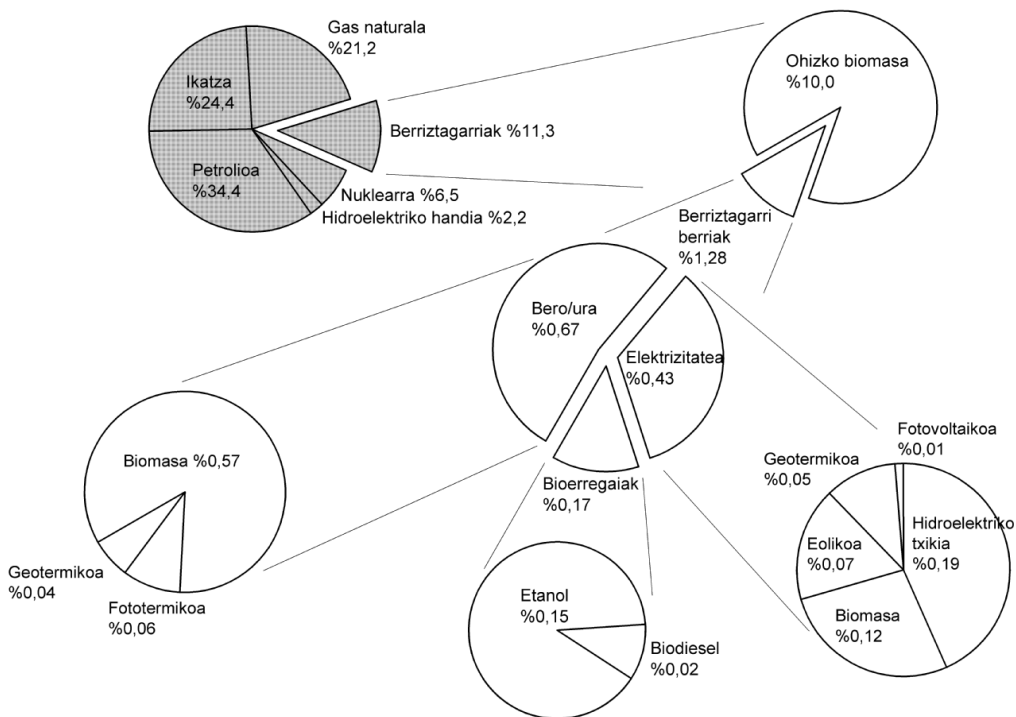 Gas naturala
%21,2
Ikatza
%24,4
Berriztagarriak %11,3
Petrolioa
%34,4
Nuklearra %6,5
Hidroelektriko handia %2,2
Ohizko biomasa
%10,0
Berriztagarri
berriak
%1,28
Bero/ura
%0,67
Elektrizitatea
%0,43
Bioerregaiak
%0,17
Biomasa %0,57
Geotermikoa
%0,04
Fototermikoa
%0,06
Etanol
%0,15
Biodiesel
%0,02
Fotovoltaikoa
%0,01
Geotermikoa
%0,05
Hidroelektriko
txikia
%0,19
Eolikoa
%0,07
Biomasa
%0,12